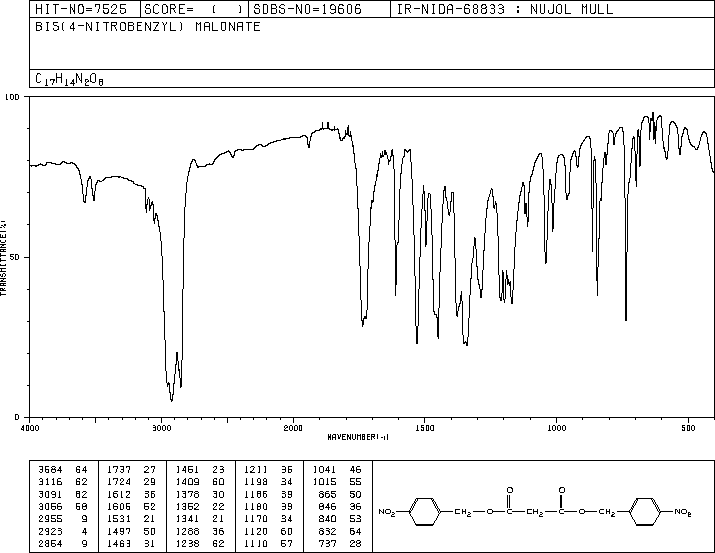 HIT-NO=7525 SCORE= ( ) SDBS-NO=19606 IR-NIDA-68833 : NUJOL MULL
BIS(4-NITROBENZYL) MALONATE
C17H14N2O8
100
50
0
TRANSMITTANCE(%)
4000 3000 2000 1500 1000 500
WAVENUMBER(-1)
3584 64 1737 27 1451 23 1211 35 1041 46
3116 62 1724 29 1409 60 1198 34 1015 55
3091 62 1612 36 1378 30 1186 39 865 50
3056 58 1606 52 1352 22 1180 39 846 36
2955 9 1531 21 1341 21 1170 34 840 53
2923 4 1497 50 1288 36 1120 60 832 54
2854 9 1463 31 1238 62 1110 57 737 28
O O
NO2 CH2 O C CH2 C O CH2 NO2